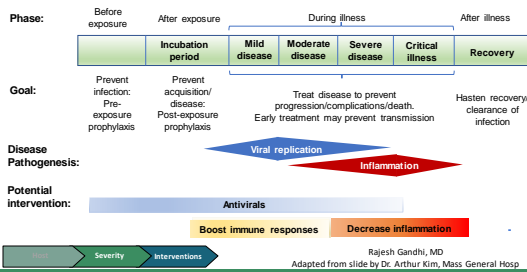 Phase:
Before
exposure
After exposure
During illness
After illness
Incubation
period
Mild
disease
Moderate
disease
Severe
disease
Critical
illness
Recovery
Goal:
Prevent
infection:
Pre-
exposure
prophylaxis
Prevent
acquisition/
disease:
Post-exposure
prophylaxis
Treat disease to prevent
progression/complications/death.
Early treatment may prevent transmission
Hasten recovery/
clearance of
infection
Disease
Pathogenesis:
Viral replication
Inflammation
Potential
intervention:
Antivirals
Boost immune responses
Decrease inflammation
Severity
Interventions
Rajesh Gandhi, MD
Adapted from slide by Dr. Arthur Kim, Mass General Hosp